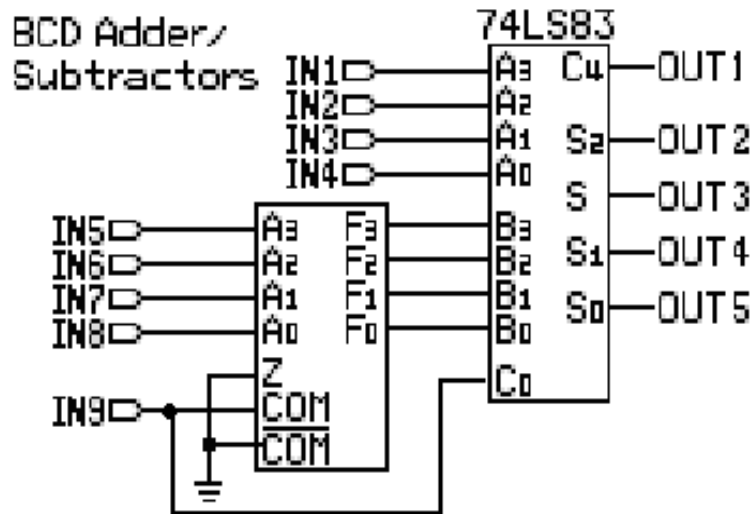 BCD Adder/
Subtractors
74LS83
IN1 A3 C4 OUT1
IN2 A2
IN3 A1 S2 OUT2
IN4 A0
S OUT3
IN5 A3 F3 B3
IN6 A2 F2 B2 S1 OUT4
IN7 A1 F1 B1
IN8 A0 F0 B0 S0 OUT5
Z
C0
IN9 COM
COM